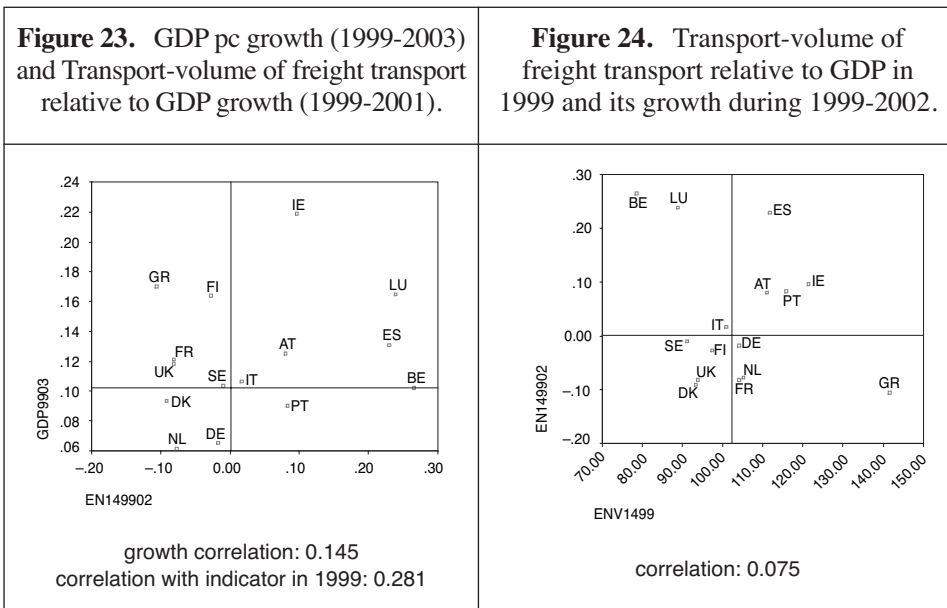 Figure 23. GDP pc growth (1999-2003)
and Transport-volume of freight transport
relative to GDP growth (1999-2001).
.24
.22
.20
.18
.16
.14
.12
.10
.08
.06
GDP9903
IE
GR
FI
LU
ES
AT
FR
UK
SE
IT
BE
DK
PT
NL
DE
–.20
–.10
0.00
.10
.20
.30
EN149902
growth correlation: 0.145
correlation with indicator in 1999: 0.281
Figure 24. Transport-volume of
freight transport relative to GDP in
1999 and its growth during 1999-2002.
.30
.20
.10
0.00
–.10
–.20
EN149902
BE
LU
ES
AT
IE
PT
IT
SE
FI
DE
UK
NL
DK
FR
GR
70.00
80.00
90.00
100.00
110.00
120.00
130.00
140.00
150.00
ENV1499
correlation: 0.075